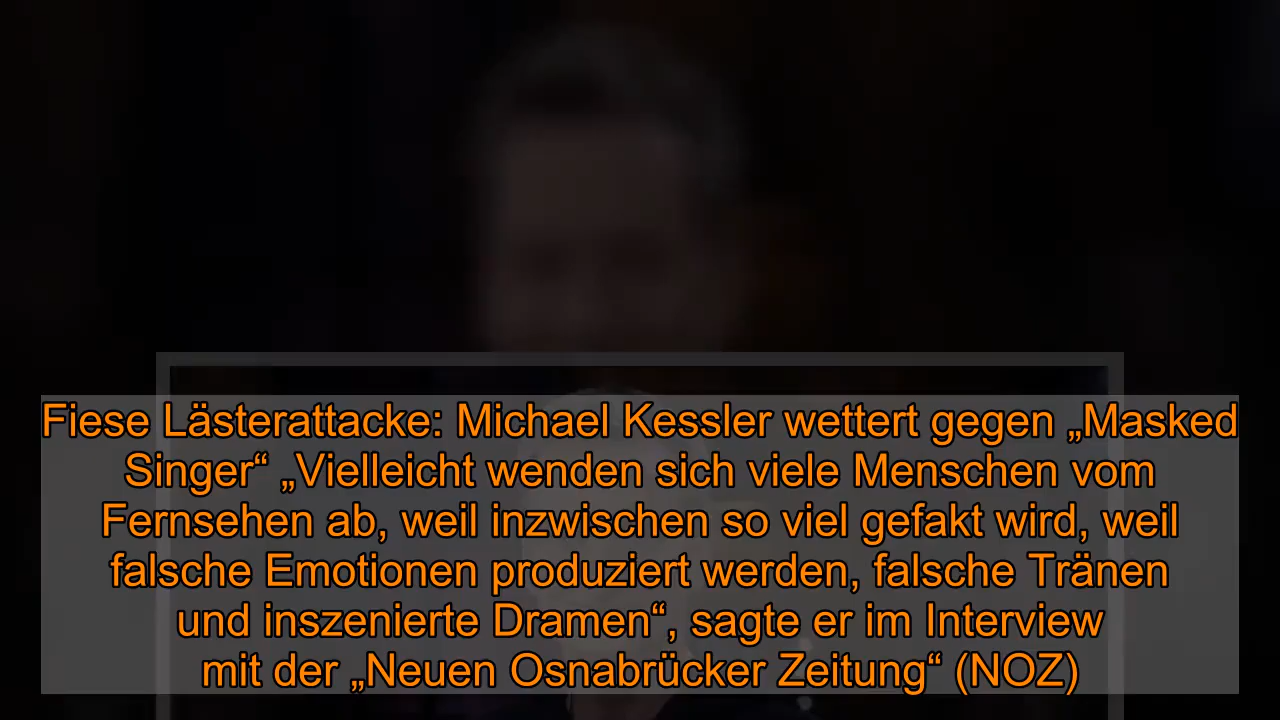 Fiese Lästerattacke: Michael Kessler wettert gegen „Masked
Singer“ „Vielleicht wenden sich viele Menschen vom
Fernsehen ab, weil inzwischen so viel gefakt wird, weil
falsche Emotionen produziert werden, falsche Tränen
und inszenierte Dramen“, sagte er im Interview
mit der „Neuen Osnabrücker Zeitung“ (NOZ)